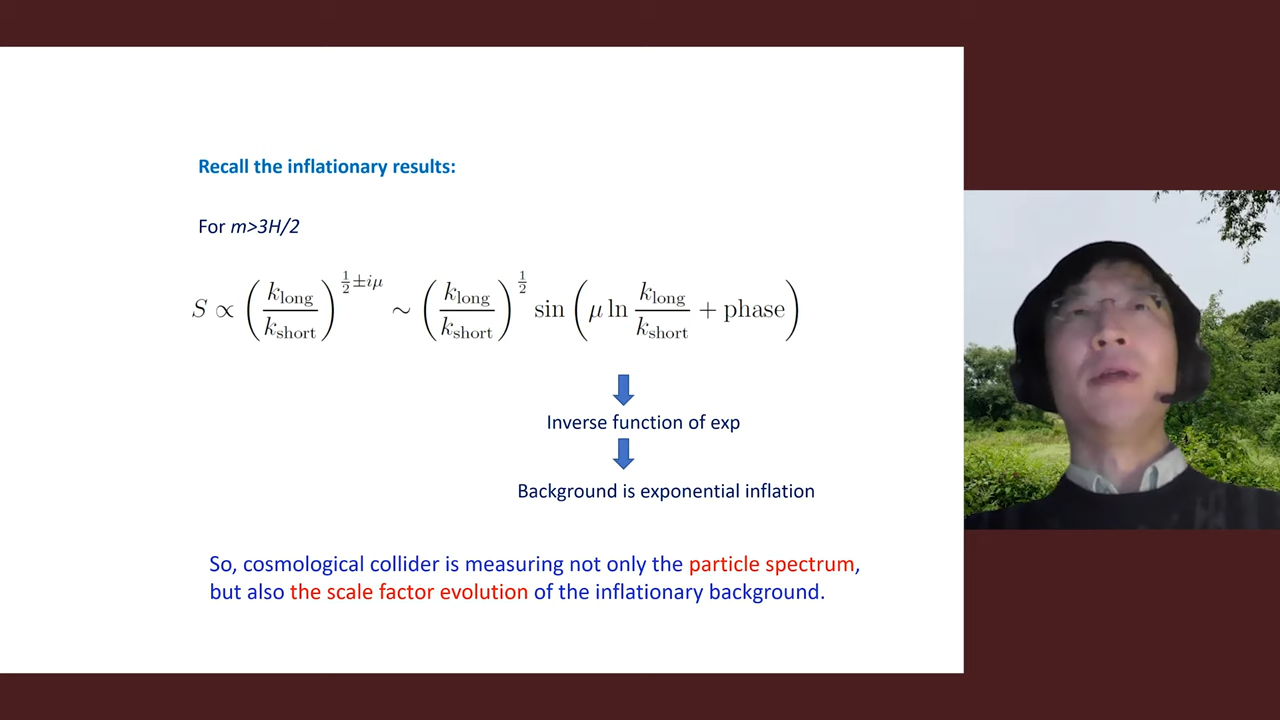 Recall the inflationary results:
For m>3H/2
S ∝ (k_long/k_short)^{1/2 ± iμ} ∼ (k_long/k_short)^{1/2} sin(μ ln k_long/k_short + phase)
Inverse function of exp
Background is exponential inflation
So, cosmological collider is measuring not only the particle spectrum,
but also the scale factor evolution of the inflationary background.